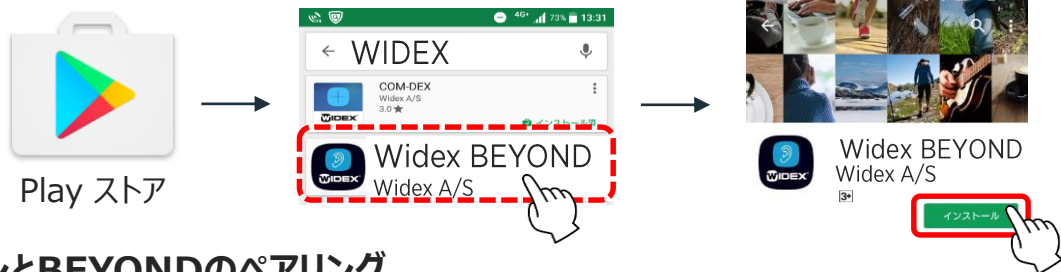 Play ストア
4G+ 73% 13:31
← WIDEX
COM-DEX
Widex A/S
3.0★
WIDEX
インストール済
Widex BEYOND
Widex A/S
WIDEX
Widex BEYOND
Widex A/S
WIDEX
3+
インストール
とBEYONDのペアリング